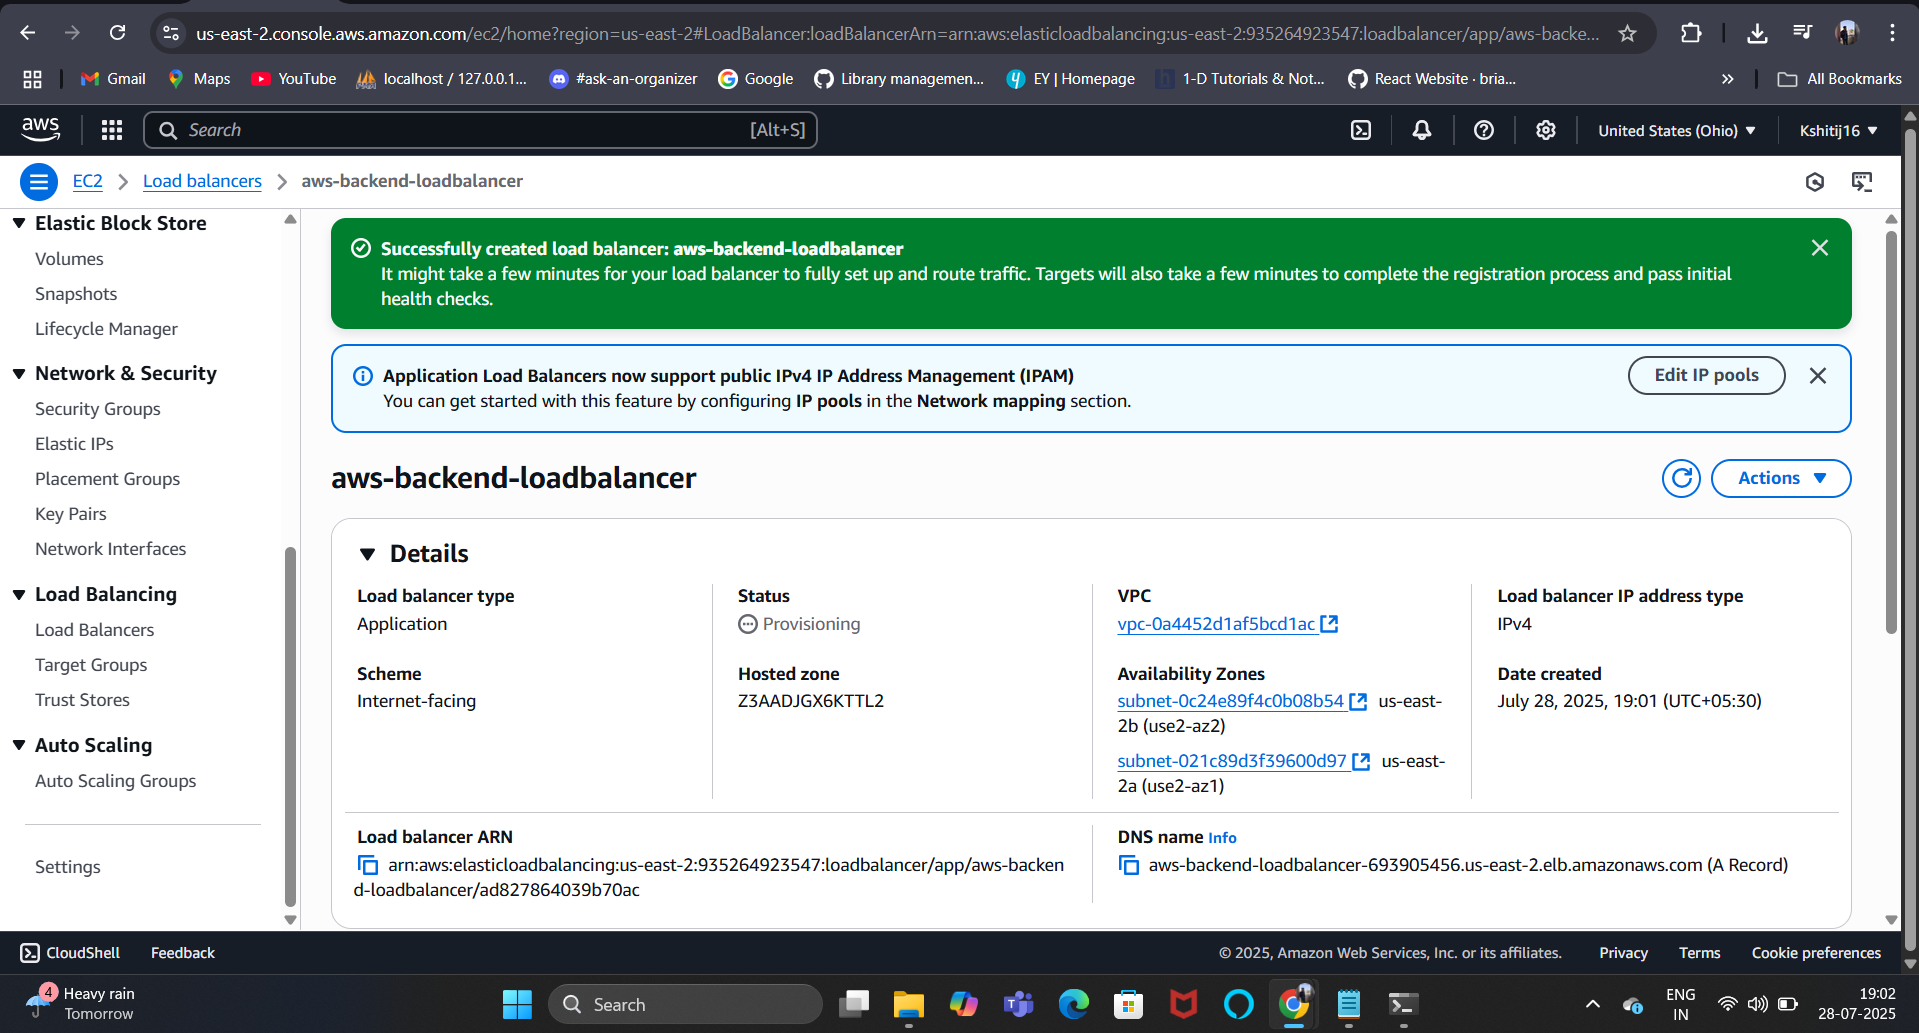 us-east-2.console.aws.amazon.com/ec2/home?region=us-east-2#LoadBalancer:loadBalancerArn=arn:aws:elasticloadbalancing:us-east-2:935264923547:loadbalancer/app/aws-backe...
Gmail
Maps
YouTube
localhost / 127.0.0.1...
#ask-an-organizer
Google
Library managemen...
EY | Homepage
1-D Tutorials & Not...
React Website · bria...
»
All Bookmarks
aws
Search
[Alt+S]
United States (Ohio)
Kshitij16
EC2
Load balancers
aws-backend-loadbalancer
Elastic Block Store
Volumes
Snapshots
Lifecycle Manager
Network & Security
Security Groups
Elastic IPs
Placement Groups
Key Pairs
Network Interfaces
Load Balancing
Load Balancers
Target Groups
Trust Stores
Auto Scaling
Auto Scaling Groups
Settings
Successfully created load balancer: aws-backend-loadbalancer
It might take a few minutes for your load balancer to fully set up and route traffic. Targets will also take a few minutes to complete the registration process and pass initial
health checks.
Application Load Balancers now support public IPv4 IP Address Management (IPAM)
You can get started with this feature by configuring IP pools in the Network mapping section.
Edit IP pools
aws-backend-loadbalancer
Actions
Details
Load balancer type
Application
Status
Provisioning
VPC
vpc-0a4452d1af5bcd1ac
Load balancer IP address type
IPv4
Scheme
Internet-facing
Hosted zone
Z3AADJGX6KTTL2
Availability Zones
subnet-0c24e89f4c0b08b54 us-east-
2b (use2-az2)
subnet-021c89d3f39600d97 us-east-
2a (use2-az1)
Date created
July 28, 2025, 19:01 (UTC+05:30)
Load balancer ARN
arn:aws:elasticloadbalancing:us-east-2:935264923547:loadbalancer/app/aws-backen
d-loadbalancer/ad827864039b70ac
DNS name Info
aws-backend-loadbalancer-693905456.us-east-2.elb.amazonaws.com (A Record)
CloudShell
Feedback
© 2025, Amazon Web Services, Inc. or its affiliates.
Privacy
Terms
Cookie preferences
4
Heavy rain
Tomorrow
Search
ENG
IN
19:02
28-07-2025